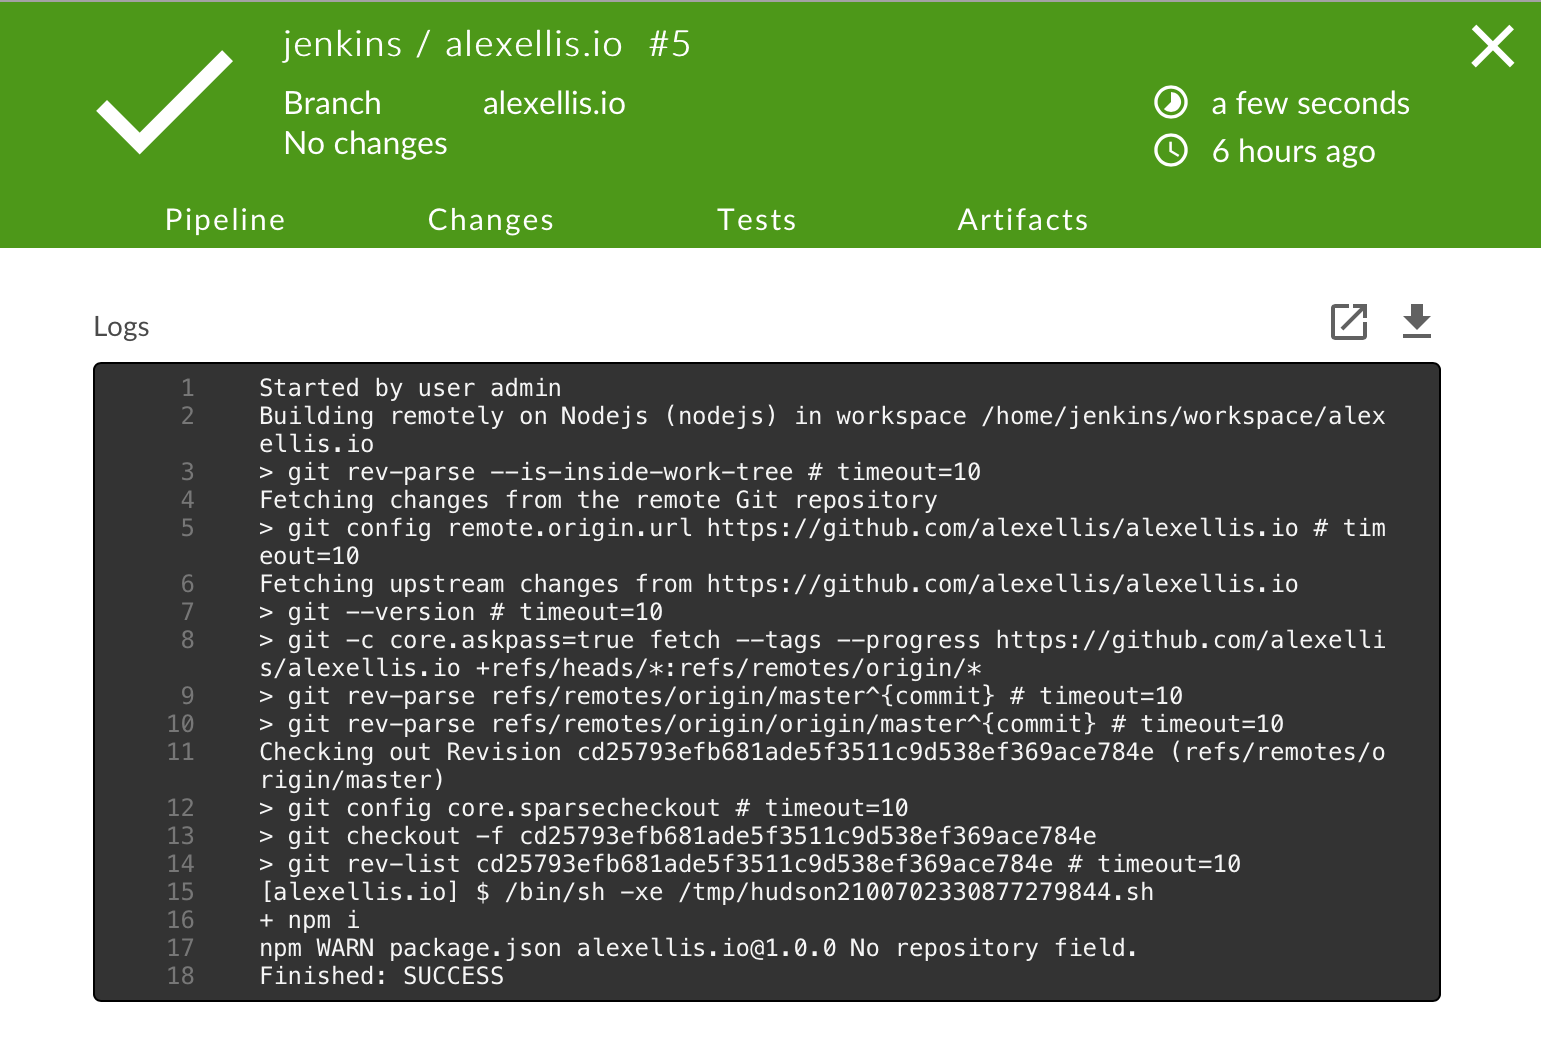 jenkins / alexellis.io #5
Branch alexellis.io
No changes
a few seconds
6 hours ago
Pipeline Changes Tests Artifacts
Logs
1 Started by user admin
2 Building remotely on Nodejs (nodejs) in workspace /home/jenkins/workspace/alex
ellis.io
3 > git rev-parse --is-inside-work-tree # timeout=10
4 Fetching changes from the remote Git repository
5 > git config remote.origin.url https://github.com/alexellis/alexellis.io # tim
eout=10
6 Fetching upstream changes from https://github.com/alexellis/alexellis.io
7 > git --version # timeout=10
8 > git -c core.askpass=true fetch --tags --progress https://github.com/alexelli
s/alexellis.io +refs/heads/*:refs/remotes/origin/*
9 > git rev-parse refs/remotes/origin/master^{commit} # timeout=10
10 > git rev-parse refs/remotes/origin/origin/master^{commit} # timeout=10
11 Checking out Revision cd25793efb681ade5f3511c9d538ef369ace784e (refs/remotes/o
rigin/master)
12 > git config core.sparsecheckout # timeout=10
13 > git checkout -f cd25793efb681ade5f3511c9d538ef369ace784e
14 > git rev-list cd25793efb681ade5f3511c9d538ef369ace784e # timeout=10
15 [alexellis.io] $ /bin/sh -xe /tmp/hudson2100702330877279844.sh
16 + npm i
17 npm WARN package.json alexellis.io@1.0.0 No repository field.
18 Finished: SUCCESS